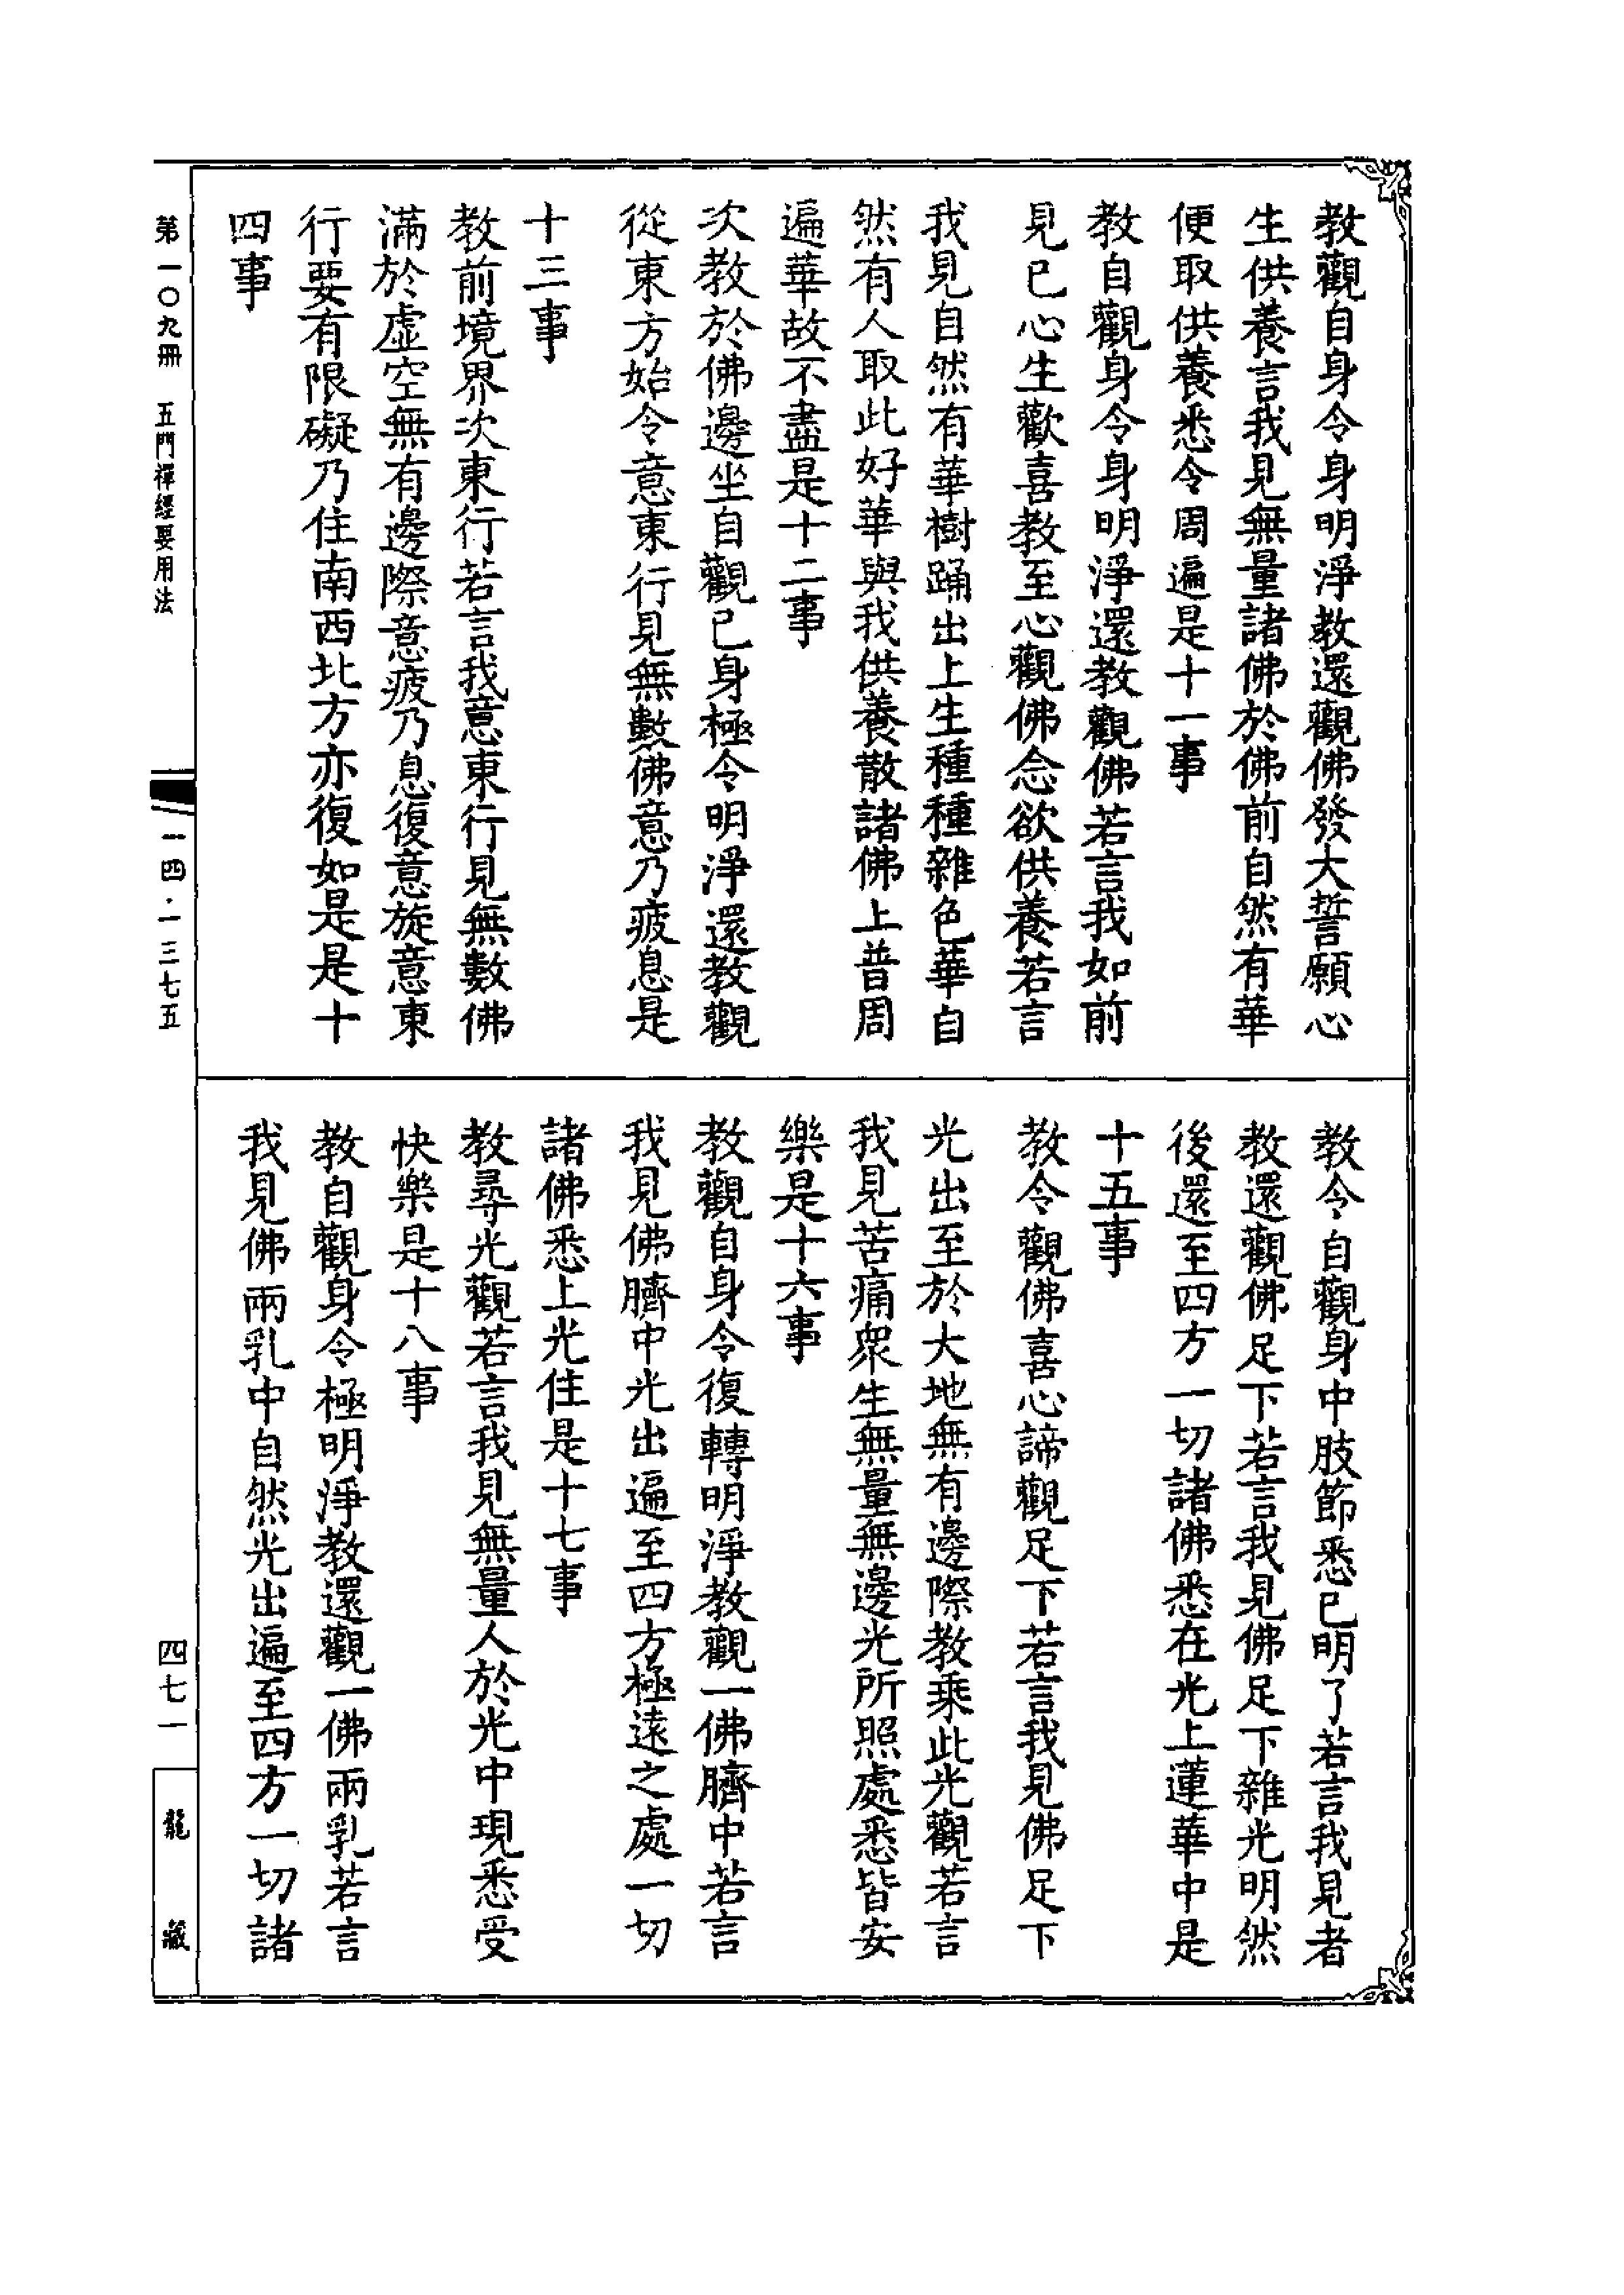 教觀自身令身明淨教還觀佛發大誓願心
生供養言我見無量諸佛於佛前自然有華
便取供養悉令周遍是十一事
教自觀身令身明淨還教觀佛若言我如前
見已心生歡喜教至心觀佛念欲供養若言
我見自然有華樹踊出上生種種雜色華自
然有人取此好華與我供養散諸佛上普周
遍華故不盡是十二事
次教於佛邊坐自觀已身極令明淨還教觀
從東方始令意東行見無數佛意乃疲息是
十三事
教前境界次東行若言我意東行見無數佛
滿於虛空無有邊際意疲乃息復意旋意東
行要有限礙乃住南西北方亦復如是是十
四事
教令自觀身中肢節悉已明了若言我見者
教還觀佛足下若言我見佛足下雜光明然
後還至四方一切諸佛悉在光上蓮華中是
十五事
教令觀佛喜心諦觀足下若言我見佛足下
光出至於大地無有邊際教乘此光觀若言
我見苦痛眾生無量無邊光所照處悉皆安
樂是十六事
教觀自身令復轉明淨教觀一佛臍中若言
我見佛臍中光出遍至四方極遠之處一切
諸佛悉上光住是十七事
教尋光觀若言我見無量人於光中現悉受
快樂是十八事
教自觀身令極明淨教還觀一佛兩乳若言
我見佛兩乳中自然光出遍至四方一切諸
第一〇九冊 五門禪經要用法
一四·一三七五
四七一
龍藏